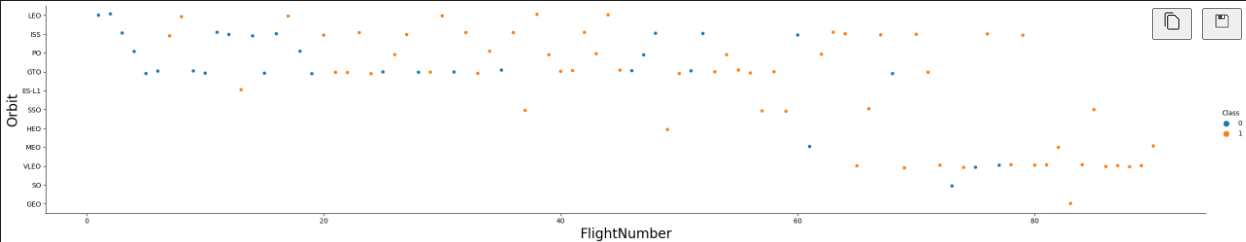 LEO
ISS
PO
GTO
ES-L1
SSO
HEO
MEO
VLEO
SO
GEO
Orbit
0 20 40 60 80
FlightNumber
Class
0
1